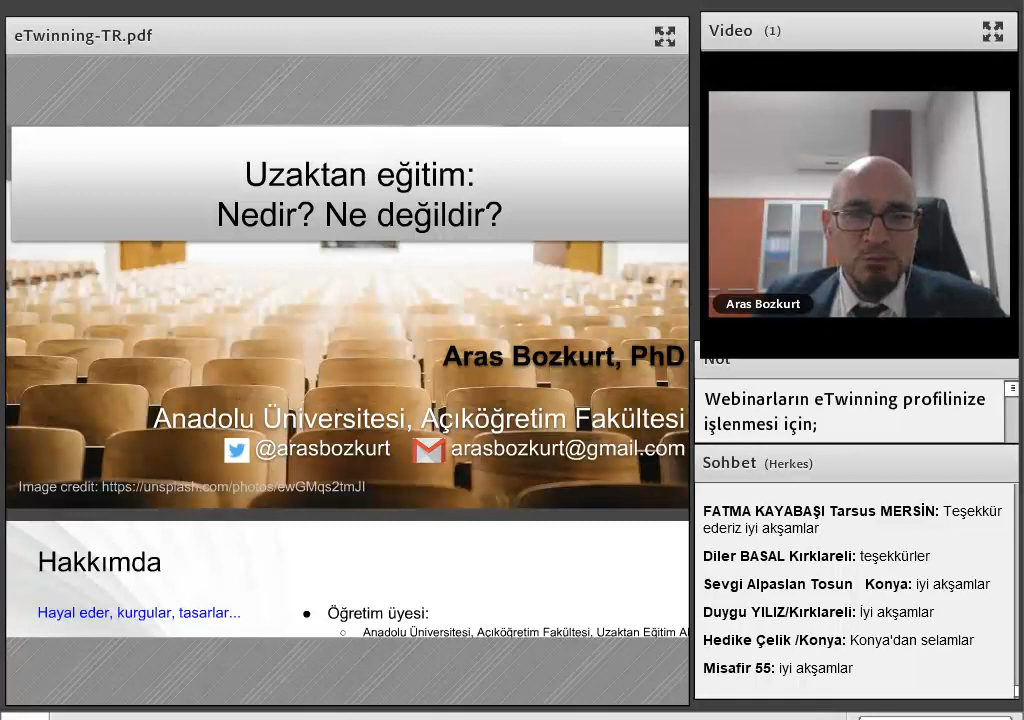 eTwinning-TR.pdf
Uzaktan eğitim:
Nedir? Ne değildir?
Aras Bozkurt, PhD
Anadolu Üniversitesi, Açıköğretim Fakültesi
@arasbozkurt arasbozkurt@gmail.com
Image credit: https://unsplash.com/photos/ewGMqs2tmJI
Hakkımda
Hayal eder, kurgular, tasarlar...
● Öğretim üyesi:
○ Anadolu Üniversitesi, Açıköğretim Fakültesi, Uzaktan Eğitim
Video (1)
Aras Bozkurt
Not
Webinarların eTwinning profilinize
işlenmesi için;
Sohbet (Herkes)
FATMA KAYABAŞI Tarsus MERSİN: Teşekkür
ederiz iyi akşamlar
Diler BASAL Kırklareli: teşekkürler
Sevgi Alpaslan Tosun Konya: iyi akşamlar
Duygu YILIZ/Kırklareli: İyi akşamlar
Hedike Çelik /Konya: Konya'dan selamlar
Misafir 55: iyi akşamlar